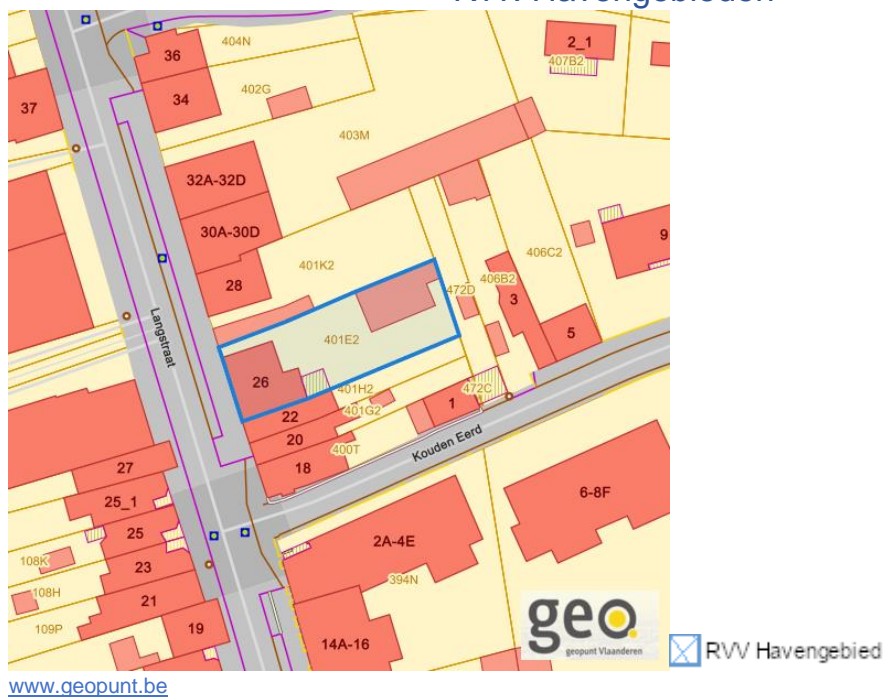 RVV Havengebieden
36
404N
2_1
407B2
402G
34
37
403M
32A-32D
30A-30D
406C2
9
401K2
28
472D
406B2
3
Langstraat
401E2
5
26
401H2
472C
401G2
1
22
20
400T
Kouden Eerd
18
27
25_1
6-8F
25
2A-4E
108K
23
394N
108H
21
109P
19
14A-16
geo
geopunt Vlaanderen
RVV Havengebied
www.geopunt.be